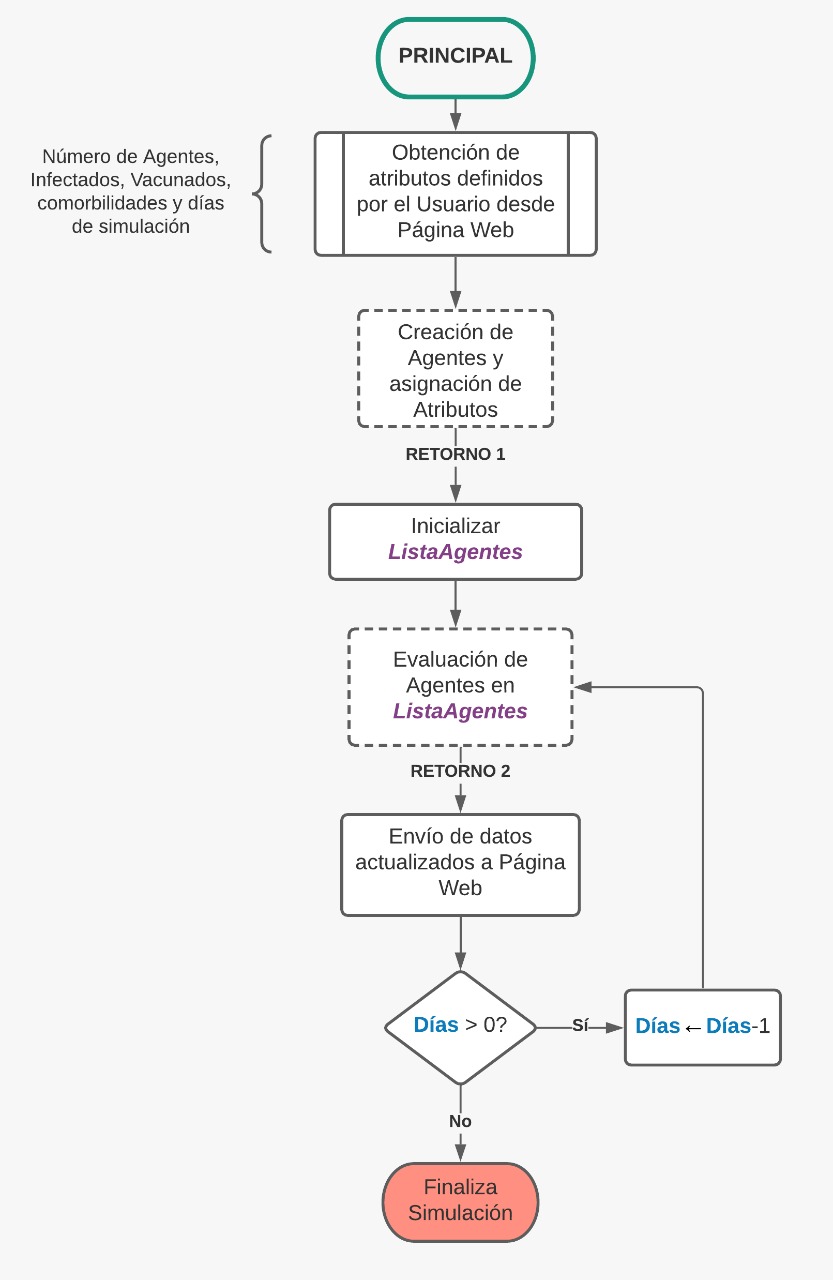 PRINCIPAL
Número de Agentes,
Infectados, Vacunados,
comorbilidades y días
de simulación
Obtención de
atributos definidos
por el Usuario desde
Página Web
Creación de
Agentes y
asignación de
Atributos
RETORNO 1
Inicializar
ListaAgentes
Evaluación de
Agentes en
ListaAgentes
RETORNO 2
Envío de datos
actualizados a Página
Web
Días > 0?
Sí
Días←Días-1
No
Finaliza
Simulación